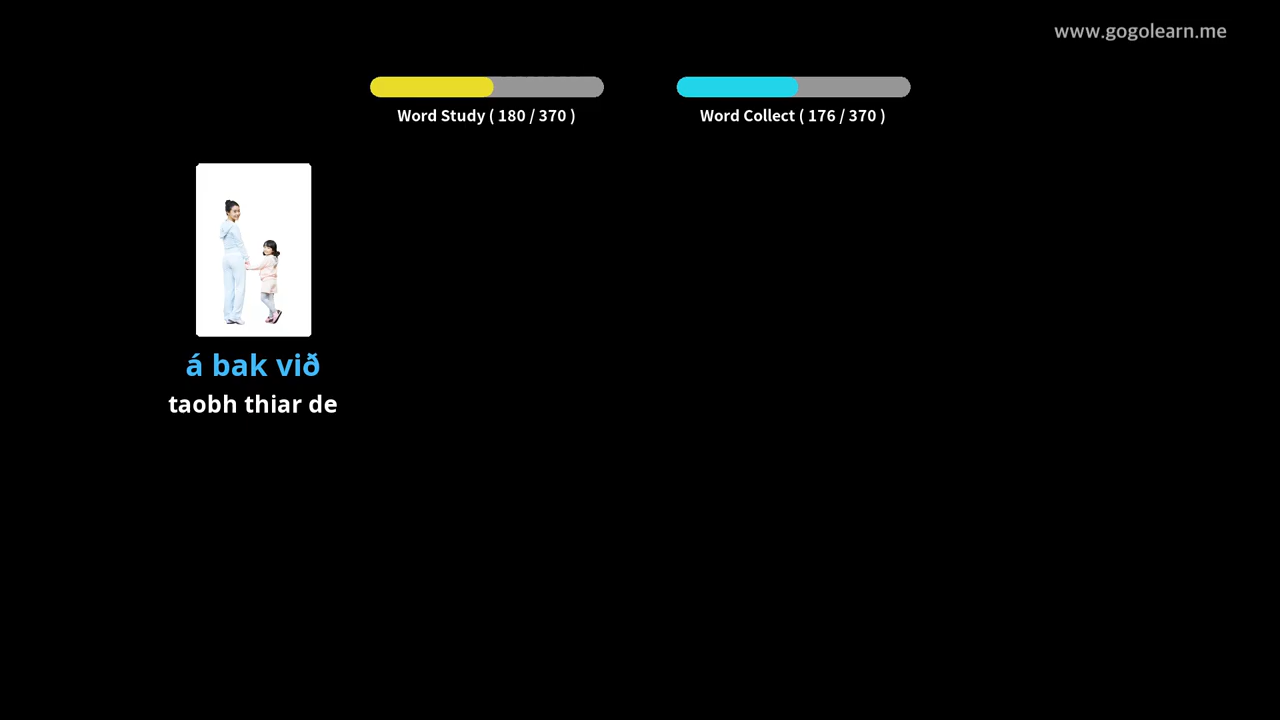 www.gogolearn.me
Word Study ( 180 / 370 )
Word Collect ( 176 / 370 )
á bak við
taobh thiar de